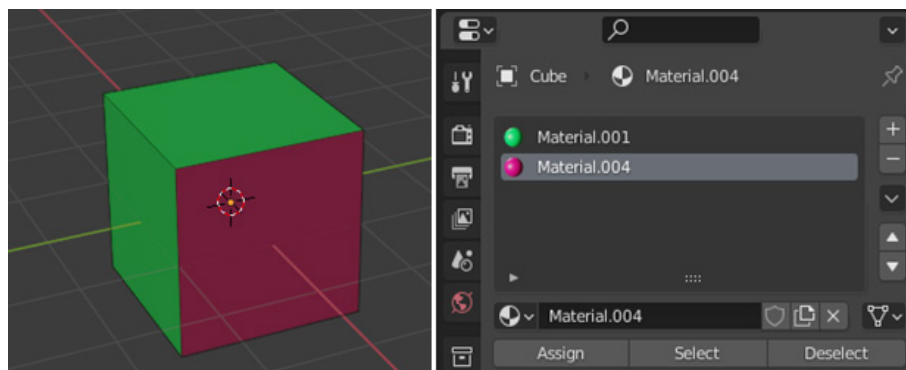 Cube Material.004
Material.001
Material.004
Material.004
Assign Select Deselect